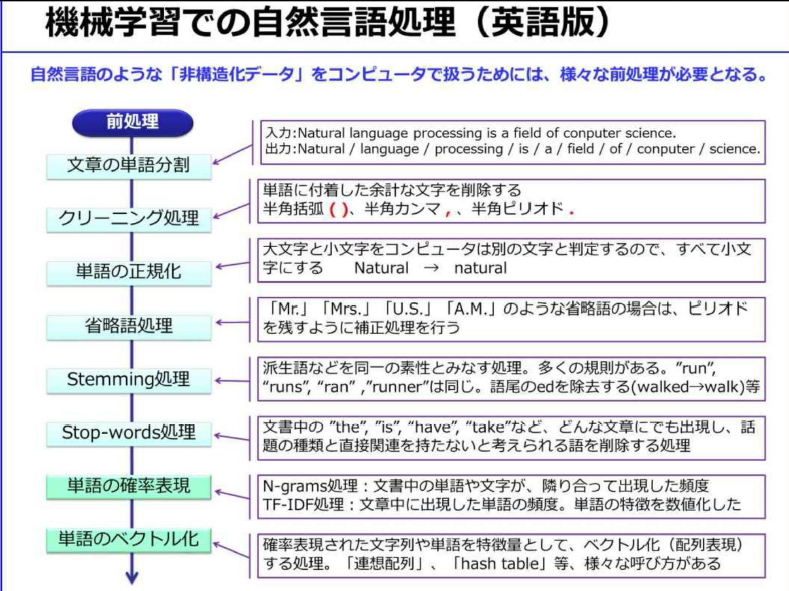 機械学習での自然言語処理（英語版）
自然言語のような「非構造化データ」をコンピュータで扱うためには、様々な前処理が必要となる。
前処理
文章の単語分割
入力:Natural language processing is a field of conputer science.
出力:Natural / language / processing / is / a / field / of / conputer / science.
クリーニング処理
単語に付着した余計な文字を削除する
半角括弧 ( )、半角カンマ , 、半角ピリオド .
単語の正規化
大文字と小文字をコンピュータは別の文字と判定するので、すべて小文
字にする　　Natural　→　natural
省略語処理
「Mr.」「Mrs.」「U.S.」「A.M.」のような省略語の場合は、ピリオド
を残すように補正処理を行う
Stemming処理
派生語などを同一の素性とみなす処理。多くの規則がある。”run”,
“runs”, “ran” ,”runner”は同じ。語尾のedを除去する(walked→walk)等
Stop-words処理
文書中の ”the”, ”is”, “have”, “take”など、どんな文章にでも出現し、話
題の種類と直接関連を持たないと考えられる語を削除する処理
単語の確率表現
N-grams処理：文書中の単語や文字が、隣り合って出現した頻度
TF-IDF処理：文章中に出現した単語の頻度。単語の特徴を数値化した
単語のベクトル化
確率表現された文字列や単語を特徴量として、ベクトル化（配列表現）
する処理。「連想配列」、「hash table」等、様々な呼び方がある